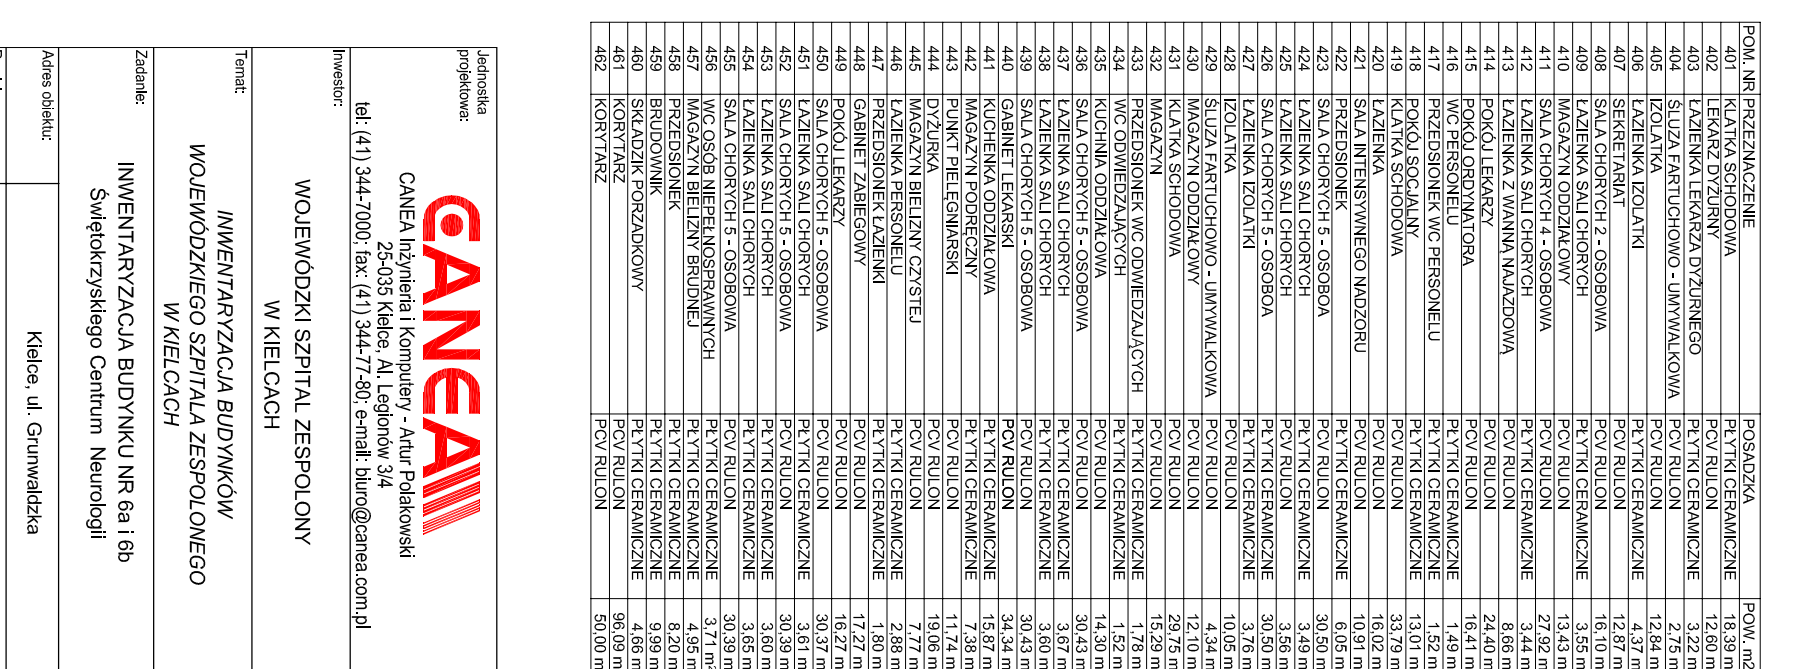 POM. NR PRZEZNACZENIE POSADZKA POW. m2
401 KLATKA SCHODOWA PŁYTKI CERAMICZNE 18,39 m
402 LEKARZ DYŻURNY PCV RULON 12,60 m
403 ŁAZIENKA LEKARZA DYŻURNEGO PŁYTKI CERAMICZNE 3,22 m
404 ŚLUZA FARTUCHOWO - UMYWALKOWA PCV RULON 2,75 m
405 IZOLATKA PCV RULON 12,84 m
406 ŁAZIENKA IZOLATKI PŁYTKI CERAMICZNE 4,37 m
407 SEKRETARIAT PCV RULON 12,87 m
408 SALA CHORYCH 2 - OSOBOWA PCV RULON 16,10 m
409 ŁAZIENKA SALI CHORYCH PŁYTKI CERAMICZNE 3,55 m
410 MAGAZYN ODDZIAŁOWY PCV RULON 13,43 m
411 SALA CHORYCH 4 - OSOBOWA PCV RULON 27,92 m
412 ŁAZIENKA SALI CHORYCH PŁYTKI CERAMICZNE 3,44 m
413 ŁAZIENKA Z WANNĄ NAJAZDOWĄ PŁYTKI CERAMICZNE 8,66 m
414 POKÓJ LEKARZY PCV RULON 24,40 m
415 POKÓJ ORDYNATORA PCV RULON 16,41 m
416 WC PERSONELU PŁYTKI CERAMICZNE 1,49 m
417 PRZEDSIONEK WC PERSONELU PŁYTKI CERAMICZNE 1,52 m
418 POKÓJ SOCJALNY PŁYTKI CERAMICZNE 13,01 m
419 KLATKA SCHODOWA PCV RULON 33,79 m
420 ŁAZIENKA PCV RULON 16,02 m
421 SALA INTENSYWNEGO NADZORU PCV RULON 10,91 m
422 PRZEDSIONEK PCV RULON 6,05 m
423 SALA CHORYCH 5 - OSOBOA PCV RULON 30,50 m
424 ŁAZIENKA SALI CHORYCH PŁYTKI CERAMICZNE 3,49 m
425 ŁAZIENKA SALI CHORYCH PŁYTKI CERAMICZNE 3,56 m
426 SALA CHORYCH 5 - OSOBOA PCV RULON 30,50 m
427 ŁAZIENKA IZOLATKI PŁYTKI CERAMICZNE 3,76 m
428 IZOLATKA PCV RULON 10,05 m
429 ŚLUZA FARTUCHOWO - UMYWALKOWA PCV RULON 4,34 m
430 MAGAZYN ODDZIAŁOWY PCV RULON 12,10 m
431 KLATKA SCHODOWA PCV RULON 29,75 m
432 MAGAZYN PCV RULON 15,29 m
433 PRZEDSIONEK WC ODWIEDZAJĄCYCH PŁYTKI CERAMICZNE 1,78 m
434 WC ODWIEDZAJĄCYCH PŁYTKI CERAMICZNE 1,52 m
435 KUCHNIA ODDZIAŁOWA PŁYTKI CERAMICZNE 14,30 m
436 SALA CHORYCH 5 - OSOBOWA PCV RULON 30,43 m
437 ŁAZIENKA SALI CHORYCH PŁYTKI CERAMICZNE 3,67 m
438 ŁAZIENKA SALI CHORYCH PŁYTKI CERAMICZNE 3,60 m
439 SALA CHORYCH 5 - OSOBOWA PCV RULON 30,43 m
440 GABINET LEKARSKI PCV RULON 34,34 m
441 KUCHENKA ODDZIAŁOWA PŁYTKI CERAMICZNE 15,87 m
442 MAGAZYN PODRĘCZNY PŁYTKI CERAMICZNE 7,38 m
443 PUNKT PIELĘGNIARSKI PCV RULON 11,74 m
444 DYŻURKA PCV RULON 19,06 m
445 MAGAZYN BIELIZNY CZYSTEJ PCV RULON 7,77 m
446 ŁAZIENKA PERSONELU PŁYTKI CERAMICZNE 2,88 m
447 PRZEDSIONEK ŁAZIENKI PŁYTKI CERAMICZNE 1,80 m
448 GABINET ZABIEGOWY PCV RULON 17,27 m
449 POKÓJ LEKARZY PCV RULON 16,27 m
450 SALA CHORYCH 5 - OSOBOWA PCV RULON 30,37 m
451 ŁAZIENKA SALI CHORYCH PŁYTKI CERAMICZNE 3,61 m
452 SALA CHORYCH 5 - OSOBOWA PCV RULON 30,39 m
453 ŁAZIENKA SALI CHORYCH PŁYTKI CERAMICZNE 3,60 m
454 ŁAZIENKA SALI CHORYCH PŁYTKI CERAMICZNE 3,65 m
455 SALA CHORYCH 5 - OSOBOWA PCV RULON 30,39 m
456 WC OSÓB NIEPEŁNOSPRAWNYCH PŁYTKI CERAMICZNE 3,71 m
457 MAGAZYN BIELIZNY BRUDNEJ PŁYTKI CERAMICZNE 4,95 m
458 PRZEDSIONEK PŁYTKI CERAMICZNE 8,20 m
459 BRUDOWNIK PŁYTKI CERAMICZNE 9,99 m
460 SKŁADZIK PORZĄDKOWY PŁYTKI CERAMICZNE 4,66 m
461 KORYTARZ PCV RULON 96,09 m
462 KORYTARZ PCV RULON 50,00 m
Jednostka
projektowa:
CANEA
CANEA Inżynieria i Komputery - Artur Polakowski
25-035 Kielce, Al. Legionów 3/4
tel: (41) 344-7000; fax: (41) 344-77-80; e-mail: biuro@canea.com.pl
Inwestor:
WOJEWÓDZKI SZPITAL ZESPOLONY
W KIELCACH
Temat:
INWENTARYZACJA BUDYNKÓW
WOJEWÓDZKIEGO SZPITALA ZESPOLONEGO
W KIELCACH
Zadanie:
INWENTARYZACJA BUDYNKU NR 6a i 6b
Świętokrzyskiego Centrum Neurologii
Adres obiektu:
Kielce, ul. Grunwaldzka